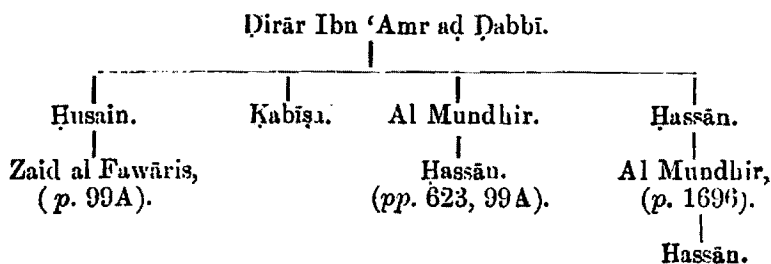 Ḍirār Ibn ‘Amr aḍ Ḍabbī.
Ḥusain. Ḳabīṣa. Al Mundhir. Ḥassān.
Zaid al Fawāris, Ḥassān. Al Mundhir,
(p. 99A). (pp. 623, 99A). (p. 1696).
Ḥassān.